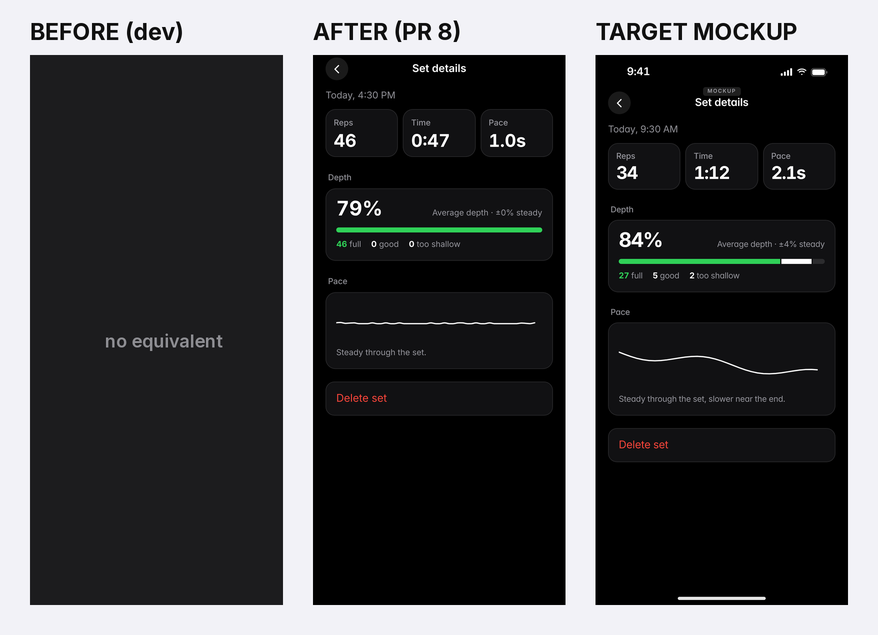 BEFORE (dev)
no equivalent
AFTER (PR 8)
Set details
Today, 4:30 PM
Reps
46
Time
0:47
Pace
1.0s
Depth
79%
Average depth · ±0% steady
46 full 0 good 0 too shallow
Pace
Steady through the set.
Delete set
TARGET MOCKUP
9:41
MOCKUP
Set details
Today, 9:30 AM
Reps
34
Time
1:12
Pace
2.1s
Depth
84%
Average depth · ±4% steady
27 full 5 good 2 too shallow
Pace
Steady through the set, slower near the end.
Delete set